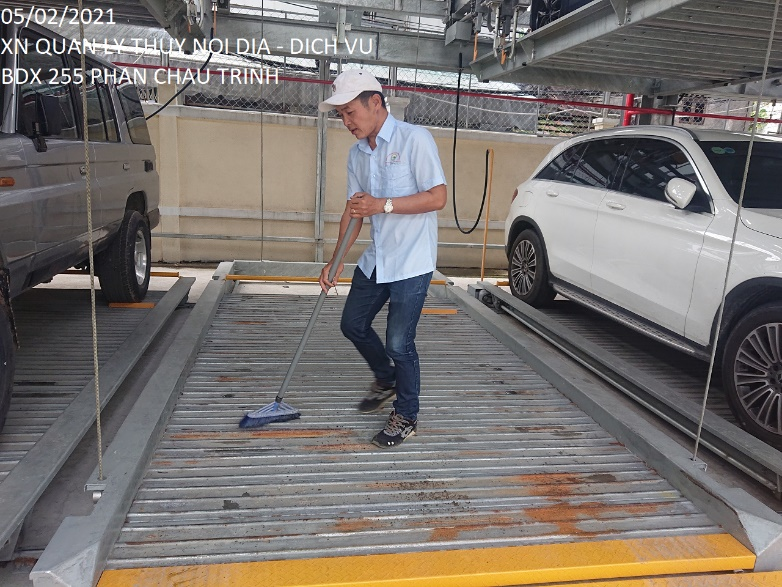 05/02/2021
XN QUAN LY THUY NOI DIA - DICH VU
BDX 255 PHAN CHAU TRINH